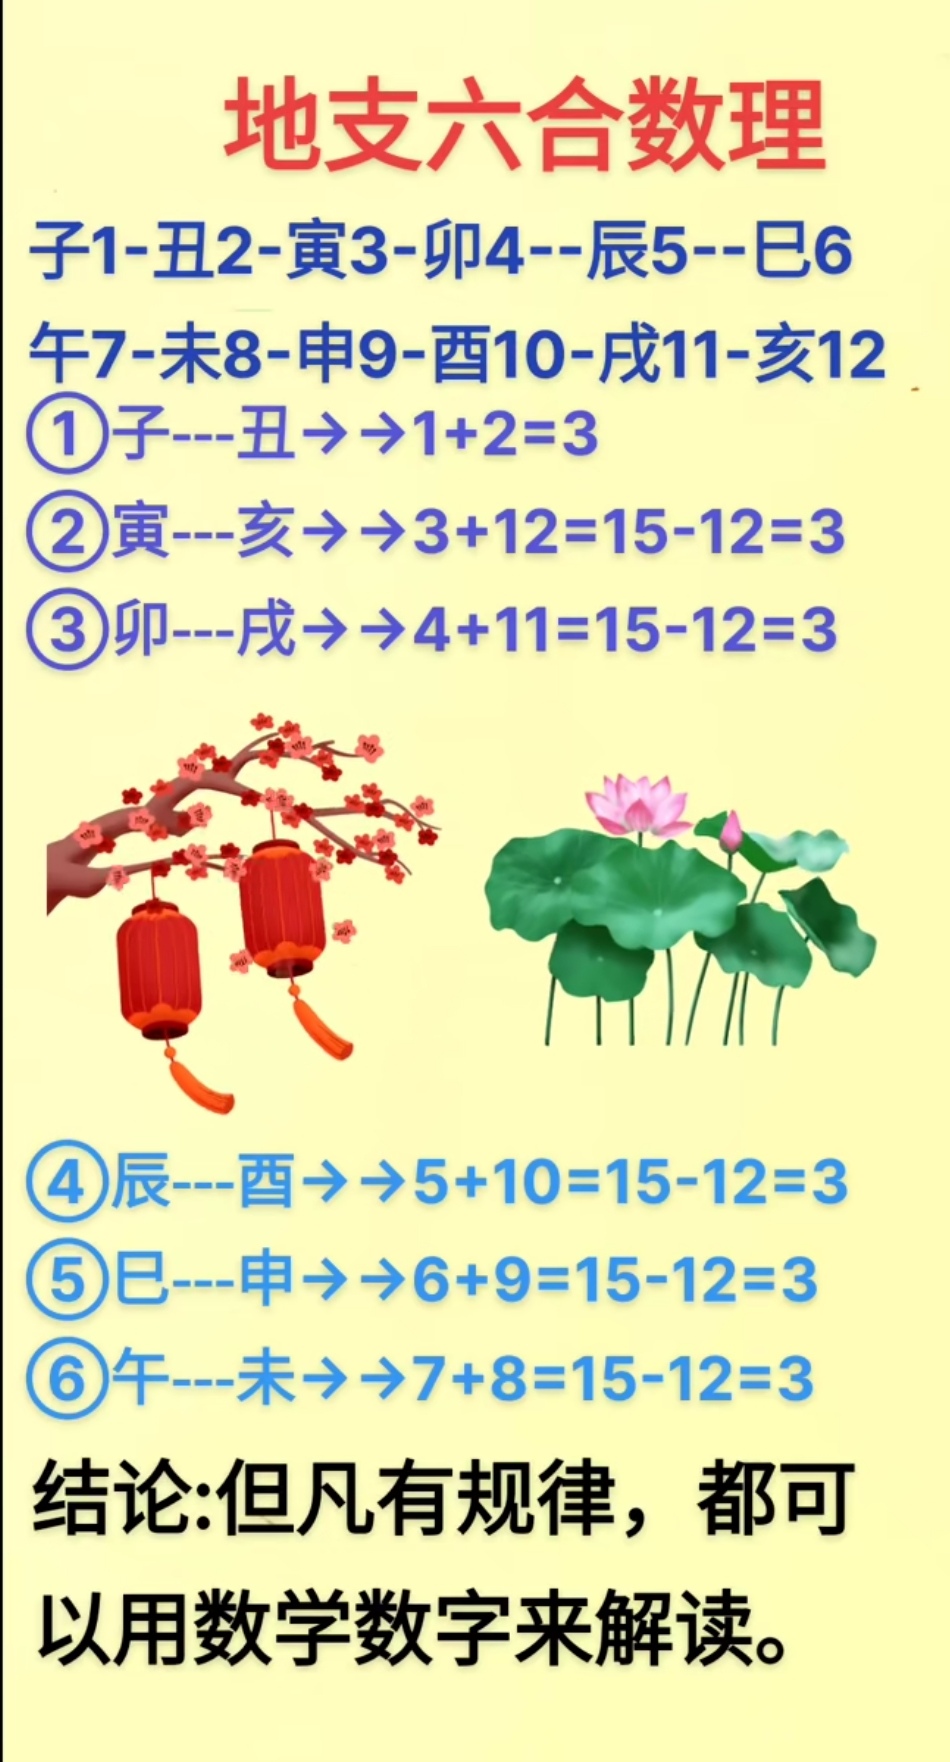 地支六合数理
子1-丑2-寅3-卯4--辰5--巳6
午7-未8-申9-酉10-戌11-亥12
①子---丑→→1+2=3
②寅---亥→→3+12=15-12=3
③卯---戌→→4+11=15-12=3
④辰---酉→→5+10=15-12=3
⑤巳---申→→6+9=15-12=3
⑥午---未→→7+8=15-12=3
结论:但凡有规律，都可
以用数学数字来解读。